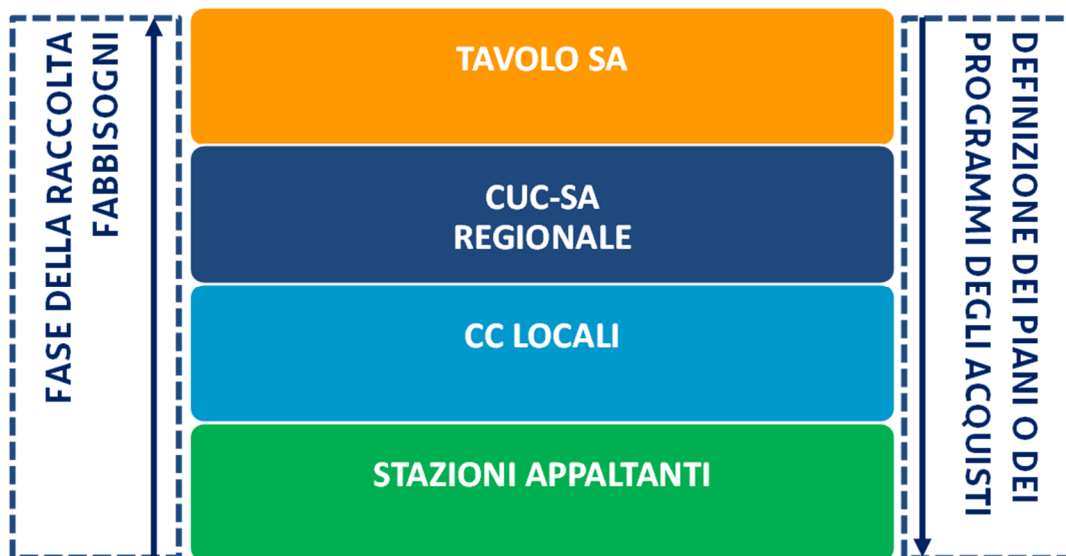 FASE DELLA RACCOLTA
FABBISOGNI
TAVOLO SA
CUC-SA
REGIONALE
CC LOCALI
STAZIONI APPALTANTI
DEFINIZIONE DEI PIANI O DEI
PROGRAMMI DEGLI ACQUISTI